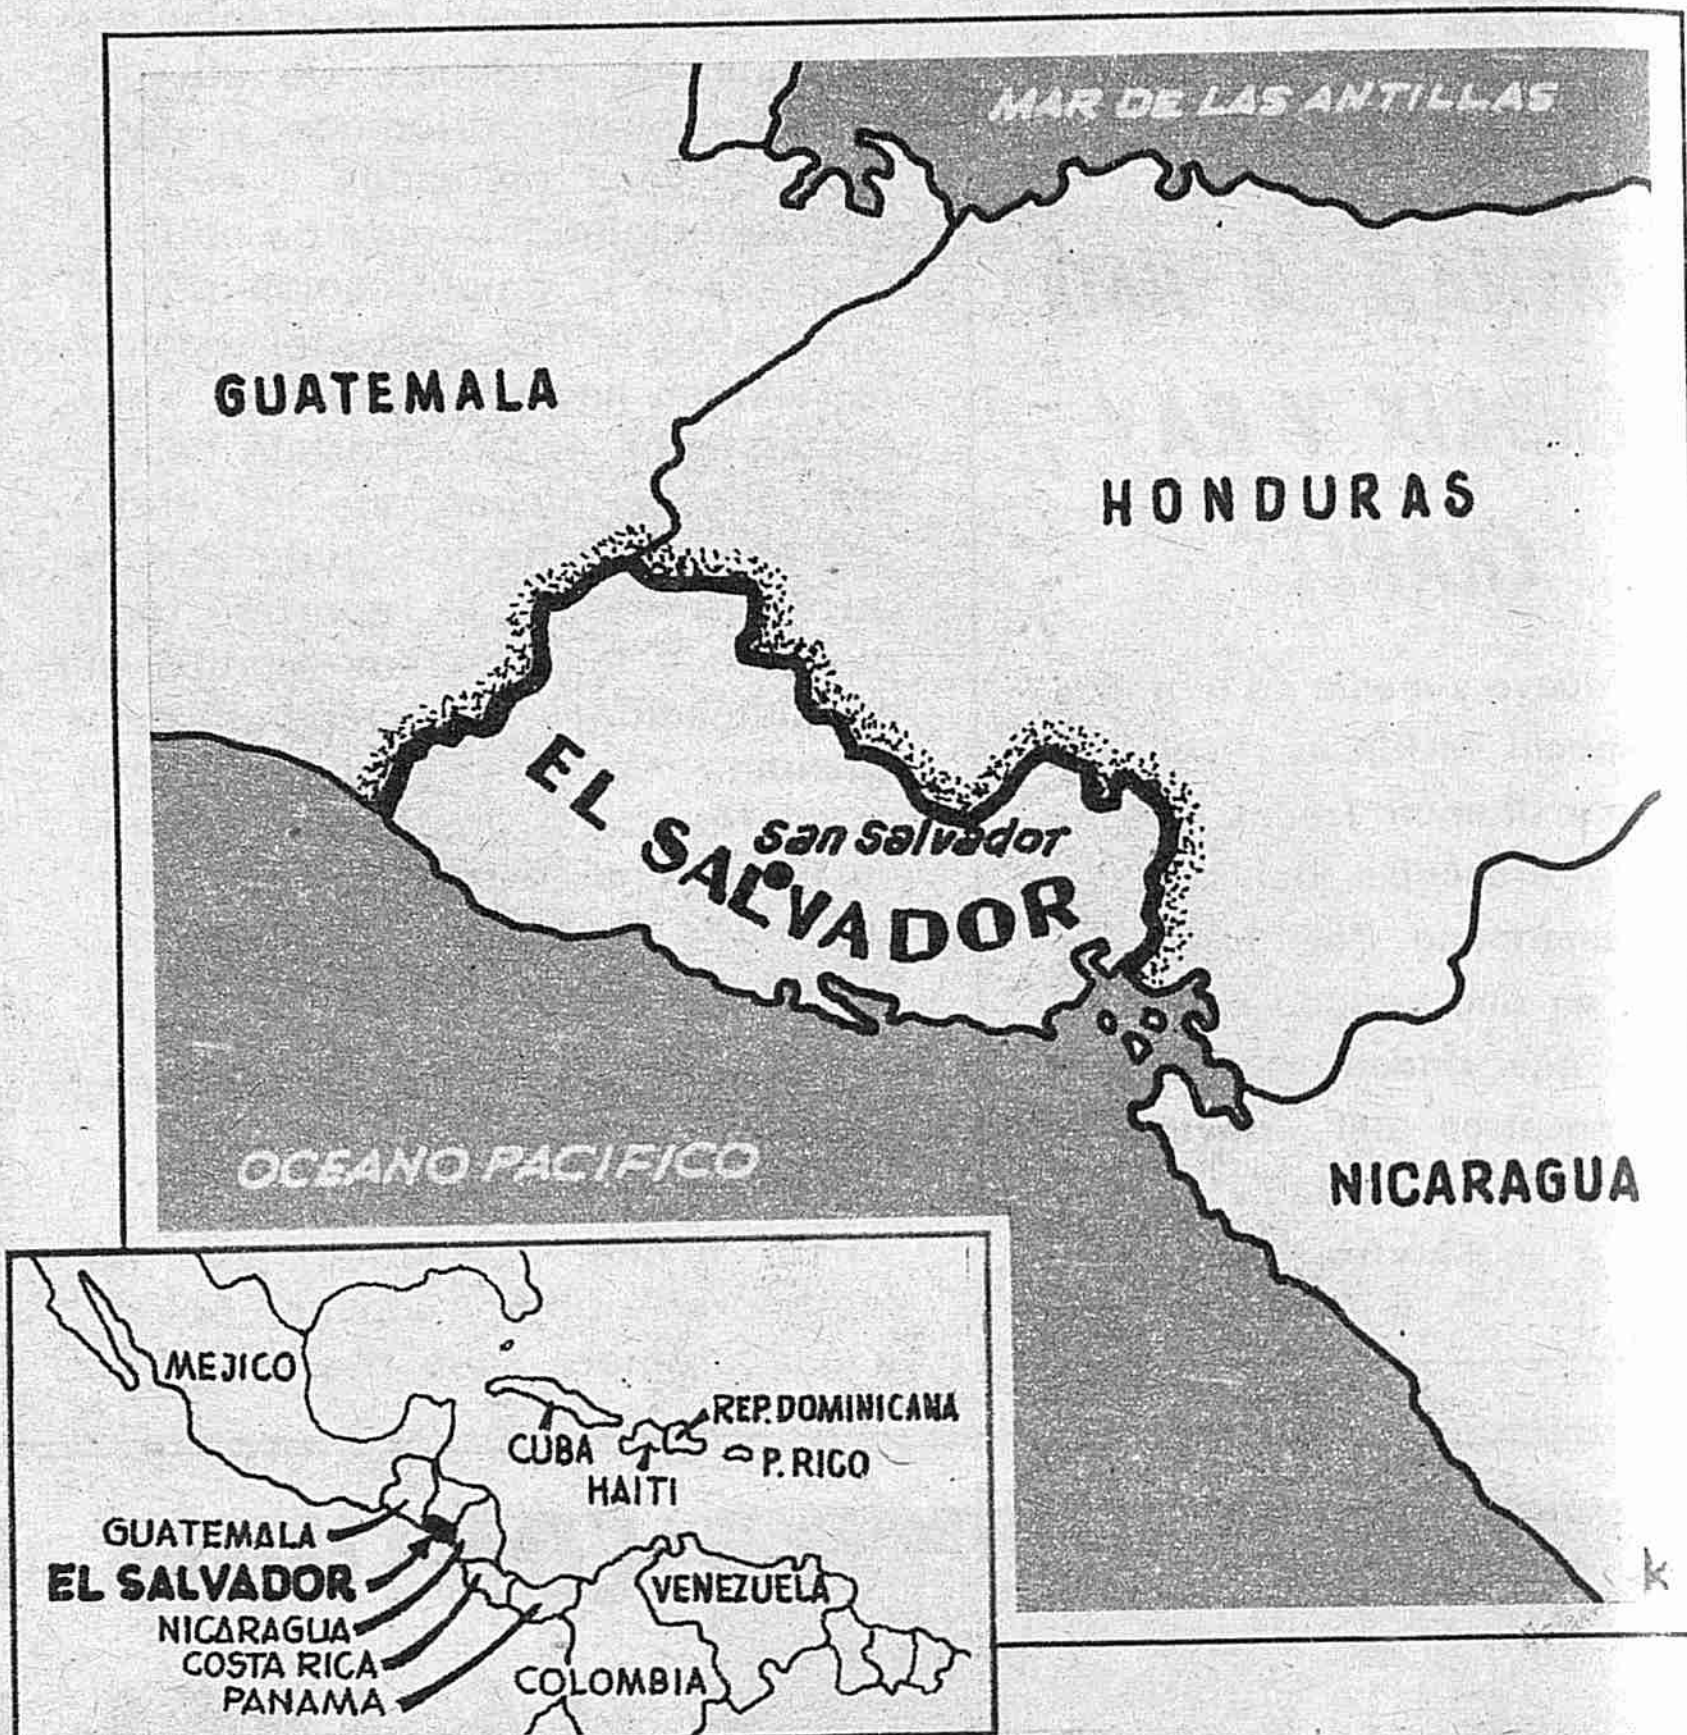 MAR DE LAS ANTILLAS
GUATEMALA
HONDURAS
EL SALVADOR
San Salvador
OCEANO PACIFICO
NICARAGUA
MEJICO
REP. DOMINICANA
CUBA
P. RICO
HAITI
GUATEMALA
EL SALVADOR
VENEZUELA
NICARAGUA
COSTA RICA
COLOMBIA
PANAMA